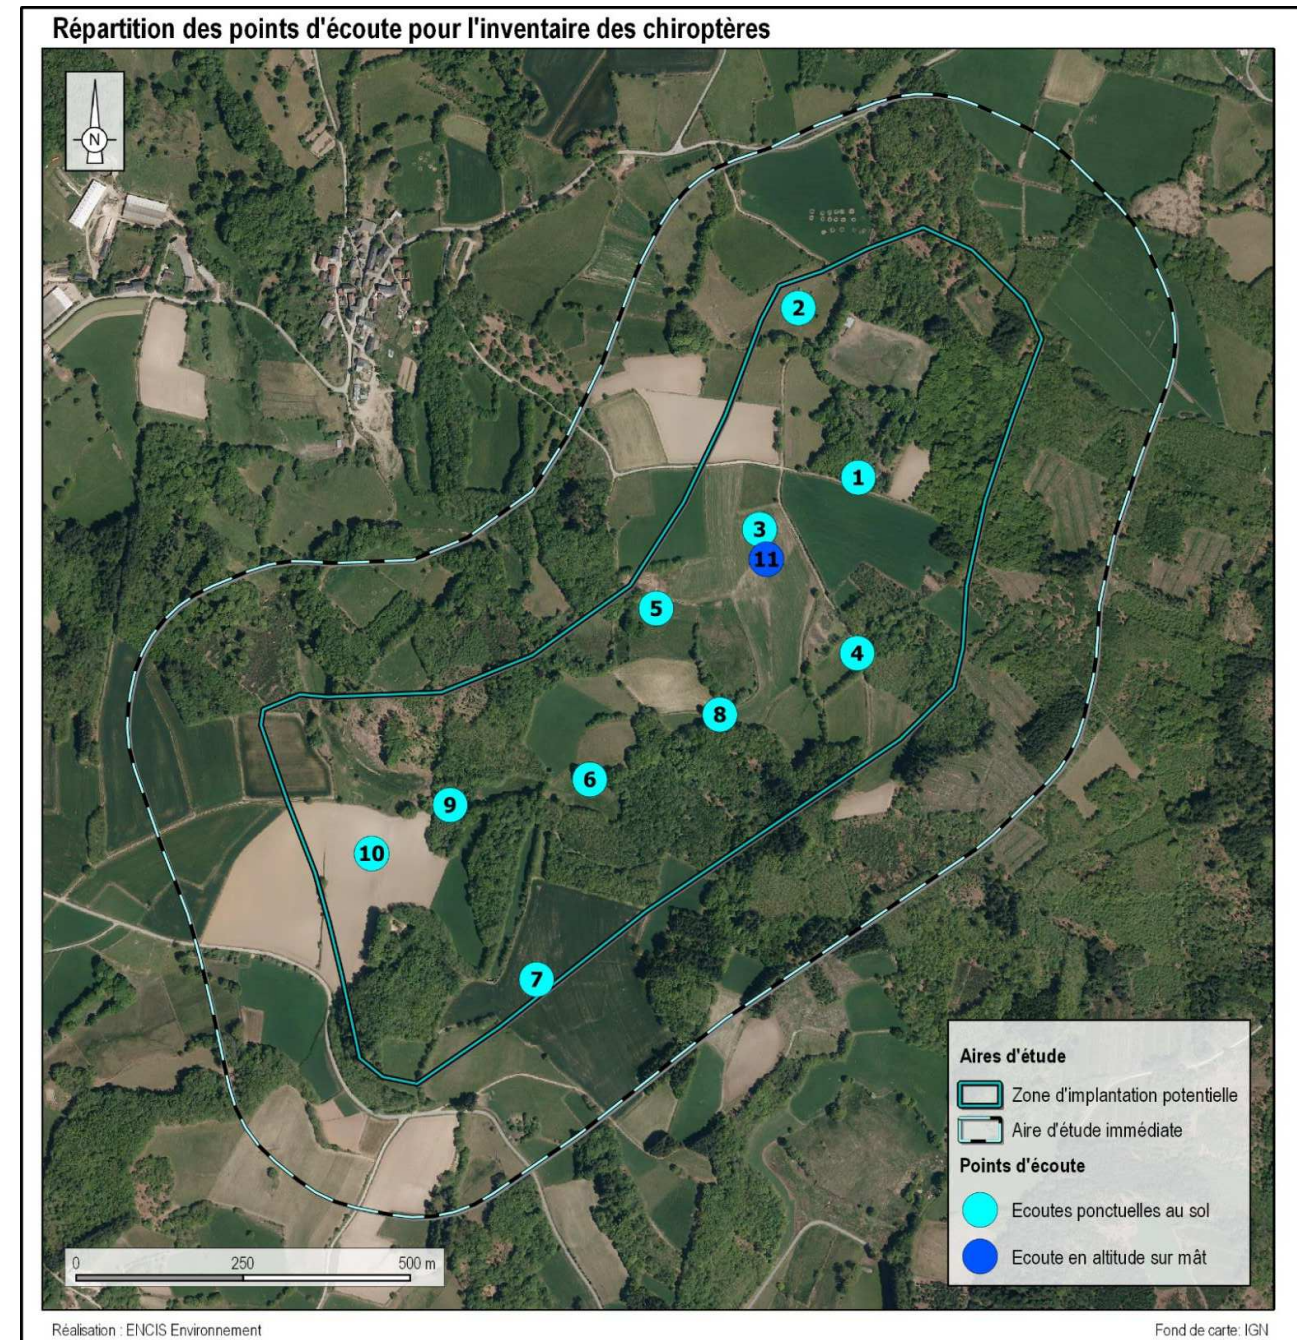 Répartition des points d'écoute pour l'inventaire des chiroptères
N
2
1
3
11
5
4
8
6
9
10
7
Aires d'étude
Zone d'implantation potentielle
Aire d'étude immédiate
Points d'écoute
Ecoutes ponctuelles au sol
Ecoute en altitude sur mât
0 250 500 m
Réalisation : ENCIS Environnement Fond de carte: IGN